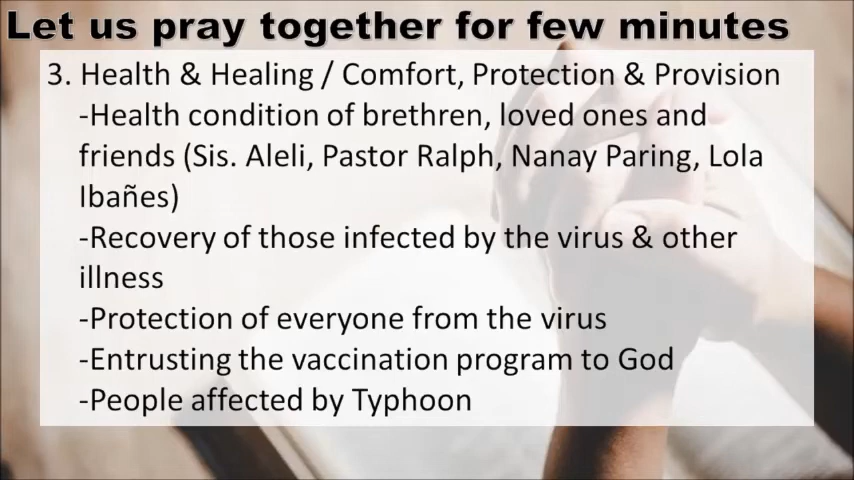 Let us pray together for few minutes
3. Health & Healing / Comfort, Protection & Provision
-Health condition of brethren, loved ones and
friends (Sis. Aleli, Pastor Ralph, Nanay Paring, Lola
Ibañes)
-Recovery of those infected by the virus & other
illness
-Protection of everyone from the virus
-Entrusting the vaccination program to God
-People affected by Typhoon